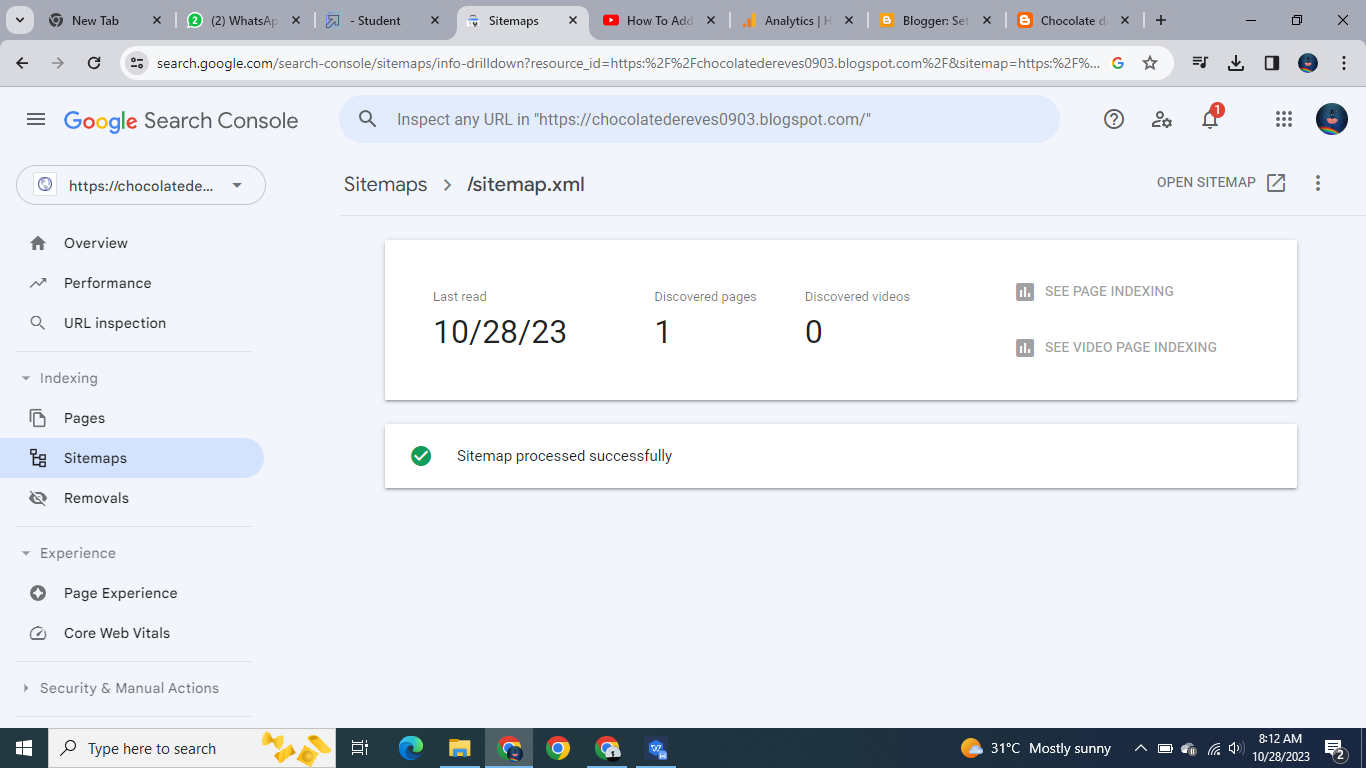 New Tab
(2) WhatsAp
- Student
Sitemaps
How To Add
Analytics | H
Blogger: Set
Chocolate d
search.google.com/search-console/sitemaps/info-drilldown?resource_id=https:%2F%2Fchocolatedereves0903.blogspot.com%2F&sitemap=https:%2F%...
Google Search Console
Inspect any URL in "https://chocolatedereves0903.blogspot.com/"
1
https://chocolatede...
Sitemaps > /sitemap.xml
OPEN SITEMAP
Overview
Performance
URL inspection
Indexing
Pages
Sitemaps
Removals
Experience
Page Experience
Core Web Vitals
Security & Manual Actions
Last read
10/28/23
Discovered pages
1
Discovered videos
0
SEE PAGE INDEXING
SEE VIDEO PAGE INDEXING
Sitemap processed successfully
Type here to search
31°C Mostly sunny
8:12 AM
10/28/2023
2